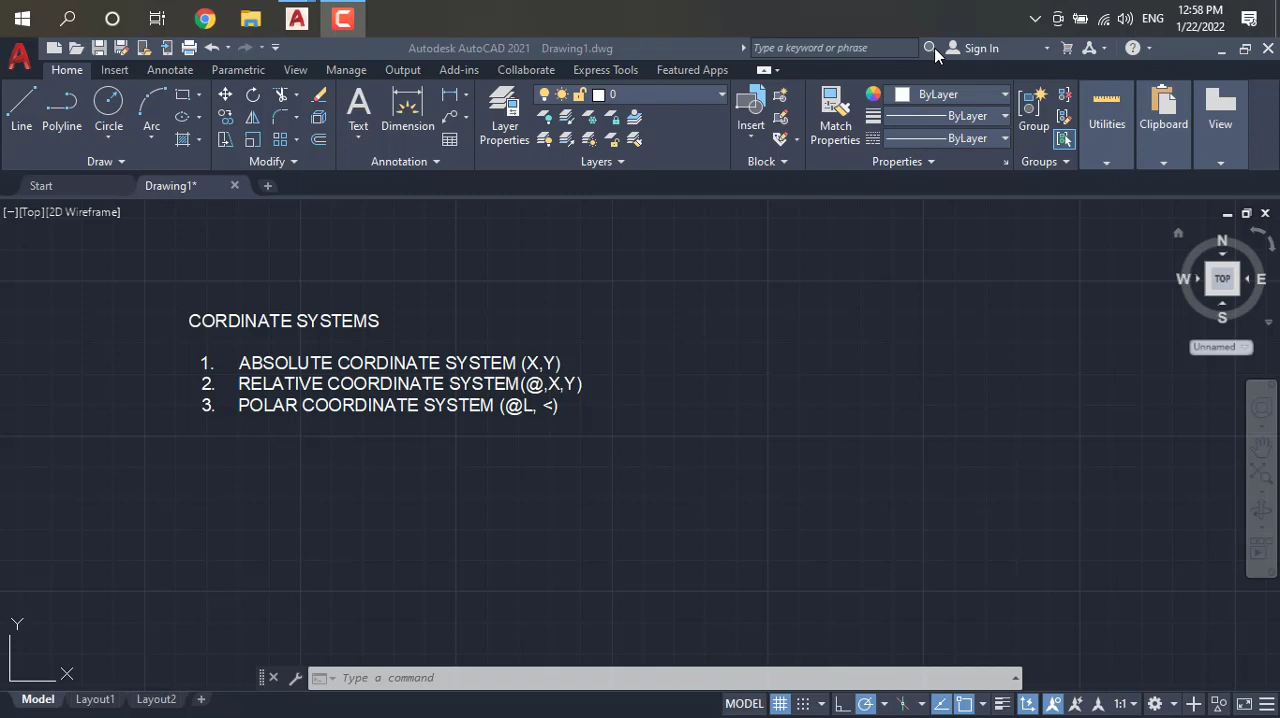 12:58 PM
ENG
1/22/2022
Autodesk AutoCAD 2021 Drawing1.dwg
Type a keyword or phrase
Sign In
Home Insert Annotate Parametric View Manage Output Add-ins Collaborate Express Tools Featured Apps
0
ByLayer
ByLayer
ByLayer
Line Polyline Circle Arc
Text Dimension
Layer Properties
Insert
Match Properties
Group
Utilities
Clipboard
View
Draw Modify Annotation Layers Block Properties Groups
Start Drawing1*
[−][Top][2D Wireframe]
N
W TOP E
S
Unnamed
CORDINATE SYSTEMS
1. ABSOLUTE CORDINATE SYSTEM (X,Y)
2. RELATIVE COORDINATE SYSTEM(@,X,Y)
3. POLAR COORDINATE SYSTEM (@L, <)
Y
X
Type a command
Model Layout1 Layout2
MODEL
1:1